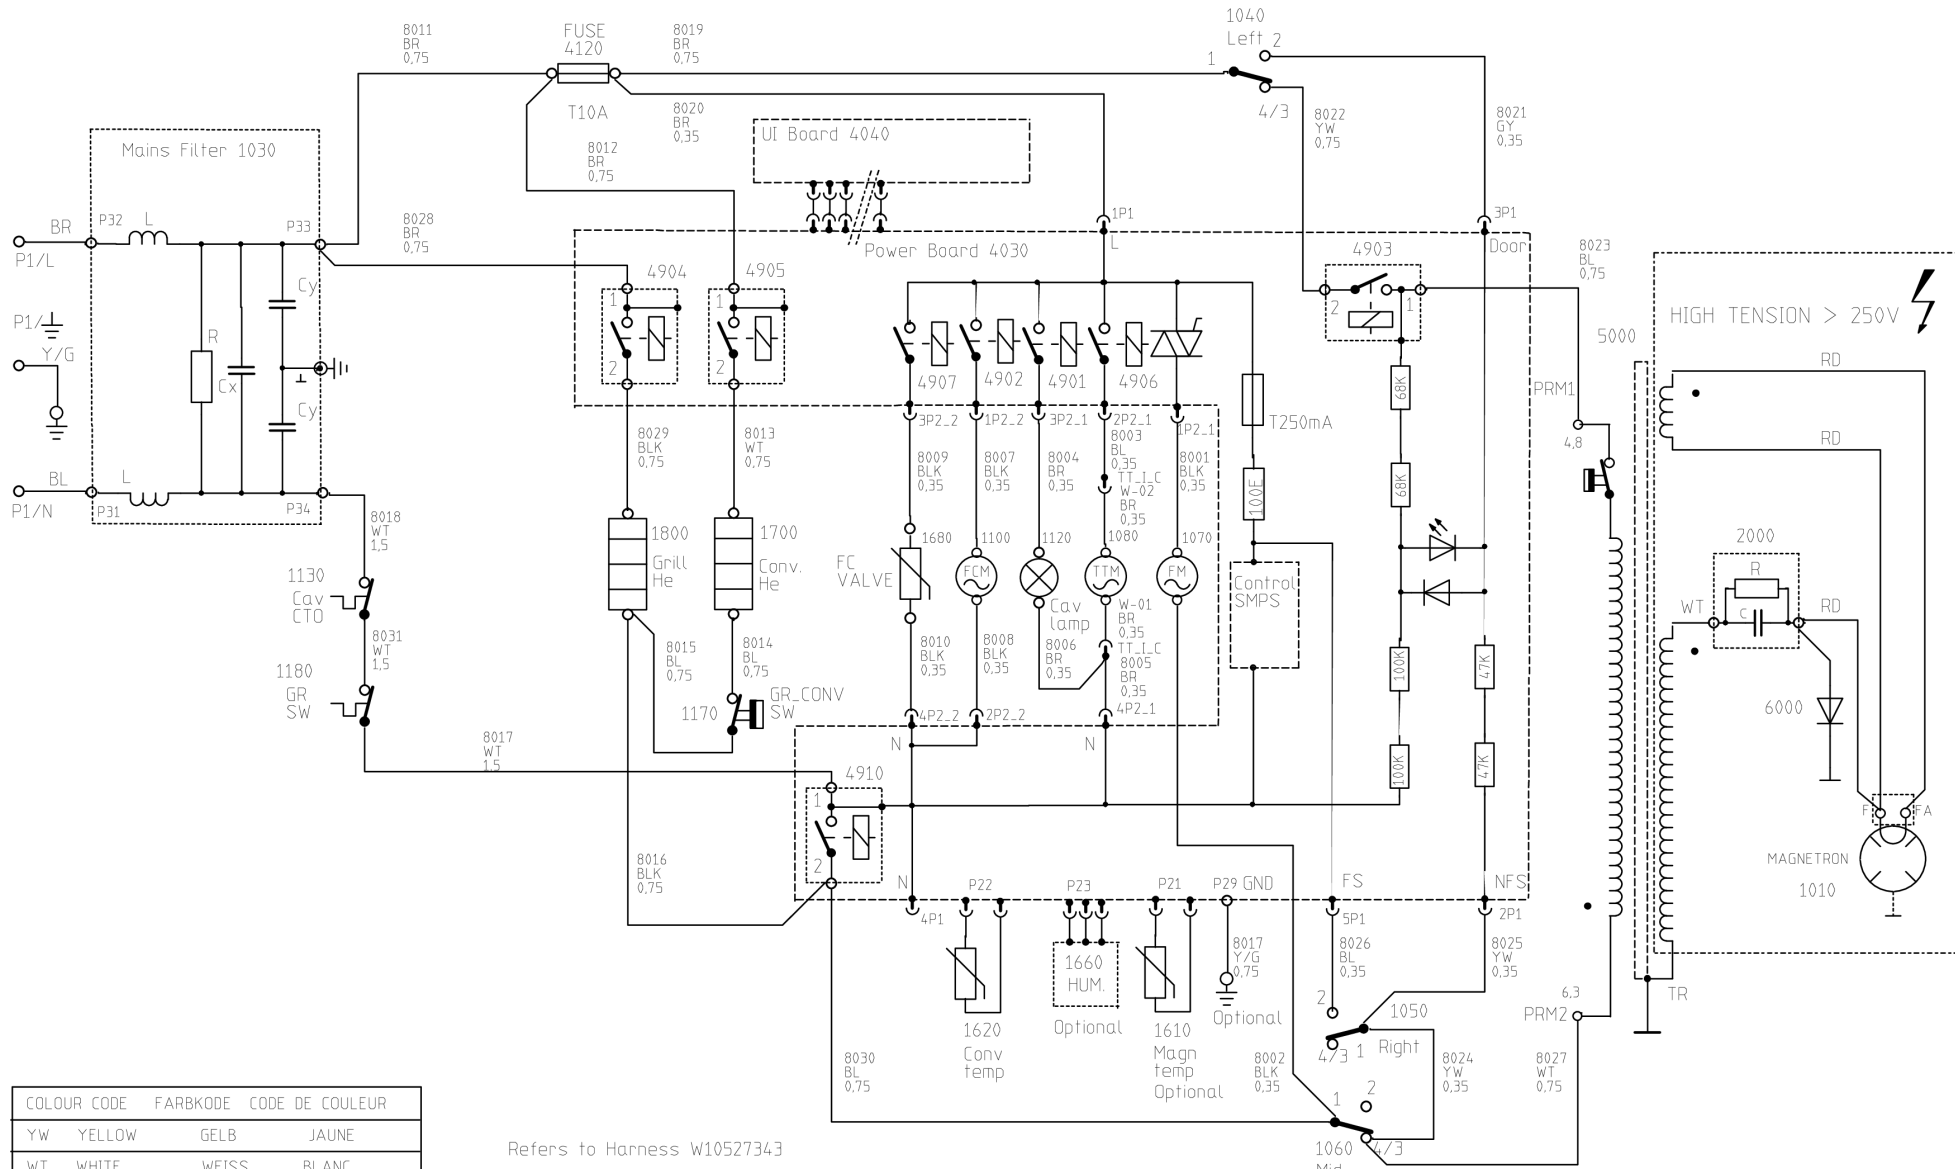 8011
BR
0,75
FUSE
4120
T10A
8019
BR
0,75
8020
BR
0,35
8012
BR
0,75
1040
Left
2
1
4/3
8022
YW
0,75
8021
GY
0,35
UI Board 4040
Mains Filter 1030
P32
L
P33
BR
P1/L
8028
BR
0,75
Cy
P1/
Y/G
R
Cx
Cy
BL
P1/N
L
P31
P34
Power Board 4030
1P1
L
3P1
Door
4904
1
2
4905
1
2
4903
2
1
8023
BL
0,75
HIGH TENSION > 250V
5000
RD
RD
PRM1
4,8
4907
4902
4901
4906
68K
68K
T250mA
3P2_2
1P2_2
3P2_1
2P2_1
1P2_1
8029
BLK
0,75
8013
WT
0,75
8009
BLK
0,35
8007
BLK
0,35
8004
BR
0,35
8003
BL
0,35
TT_I_C
W-02
BR
0,35
8001
BLK
0,35
100E
8018
WT
1,5
1130
Cav
CTO
8031
WT
1,5
1180
GR
SW
1800
Grill
He
1700
Conv.
He
FC
VALVE
1680
1100
FCM
1120
Cav
lamp
1080
TTM
1070
FM
Control
SMPS
W-01
BR
0,35
TT_I_C
8005
BR
0,35
8015
BL
0,75
8014
BL
0,75
8010
BLK
0,35
8008
BLK
0,35
8006
BR
0,35
100K
47K
100K
47K
1170
GR_CONV
SW
4P2_2
2P2_2
4P2_1
N
N
8017
WT
1,5
4910
1
2
8016
BLK
0,75
2000
R
WT
C
RD
6000
F
FA
MAGNETRON
1010
N
4P1
P22
P23
P21
P29
GND
FS
5P1
NFS
2P1
1620
Conv
temp
1660
HUM.
Optional
1610
Magn
temp
Optional
8017
Y/G
0,75
Optional
8026
BL
0,35
8025
YW
0,35
2
1050
4/3
1
Right
6,3
PRM2
TR
8030
BL
0,75
8002
BLK
0,35
8024
YW
0,35
8027
WT
0,75
1
2
1060
4/3
Mid
COLOUR CODE FARBKODE CODE DE COULEUR
YW YELLOW GELB JAUNE
WT WHITE WEISS BLANC
Refers to Harness W10527343